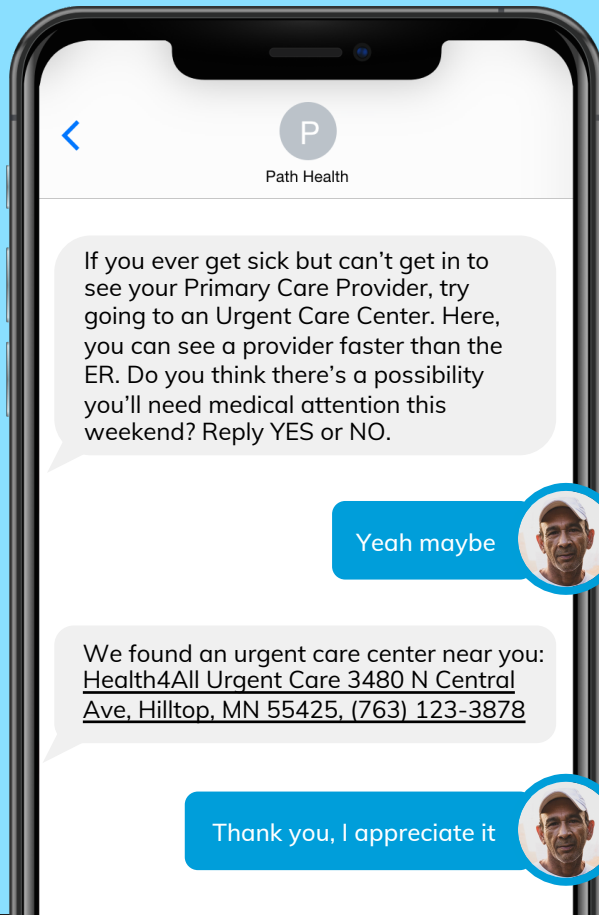 P
Path Health
If you ever get sick but can’t get in to
see your Primary Care Provider, try
going to an Urgent Care Center. Here,
you can see a provider faster than the
ER. Do you think there’s a possibility
you’ll need medical attention this
weekend? Reply YES or NO.
Yeah maybe
We found an urgent care center near you:
Health4All Urgent Care 3480 N Central
Ave, Hilltop, MN 55425, (763) 123-3878
Thank you, I appreciate it